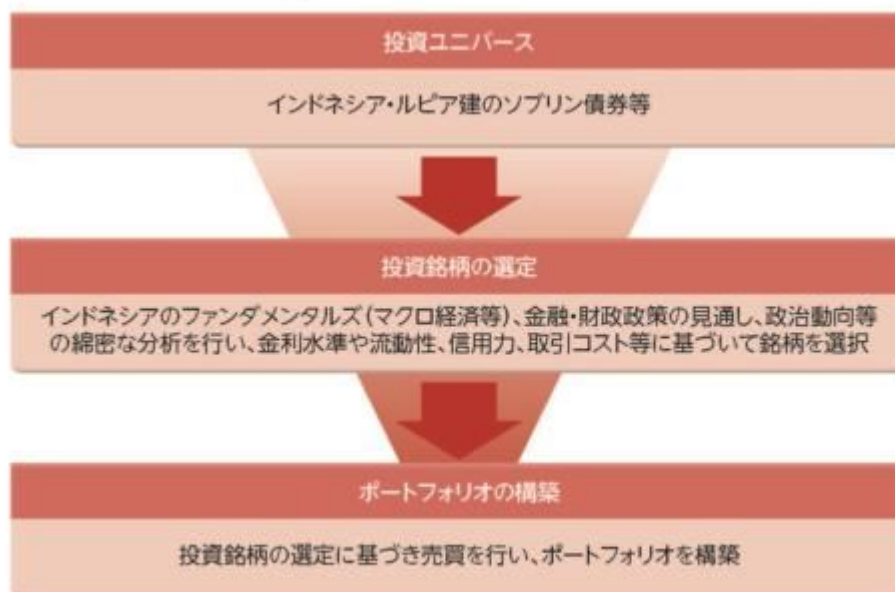 投資ユニバース
インドネシア・ルピア建のソブリン債券等
投資銘柄の選定
インドネシアのファンダメンタルズ(マクロ経済等)、金融・財政政策の見通し、政治動向等
の綿密な分析を行い、金利水準や流動性、信用力、取引コスト等に基づいて銘柄を選択
ポートフォリオの構築
投資銘柄の選定に基づき売買を行い、ポートフォリオを構築